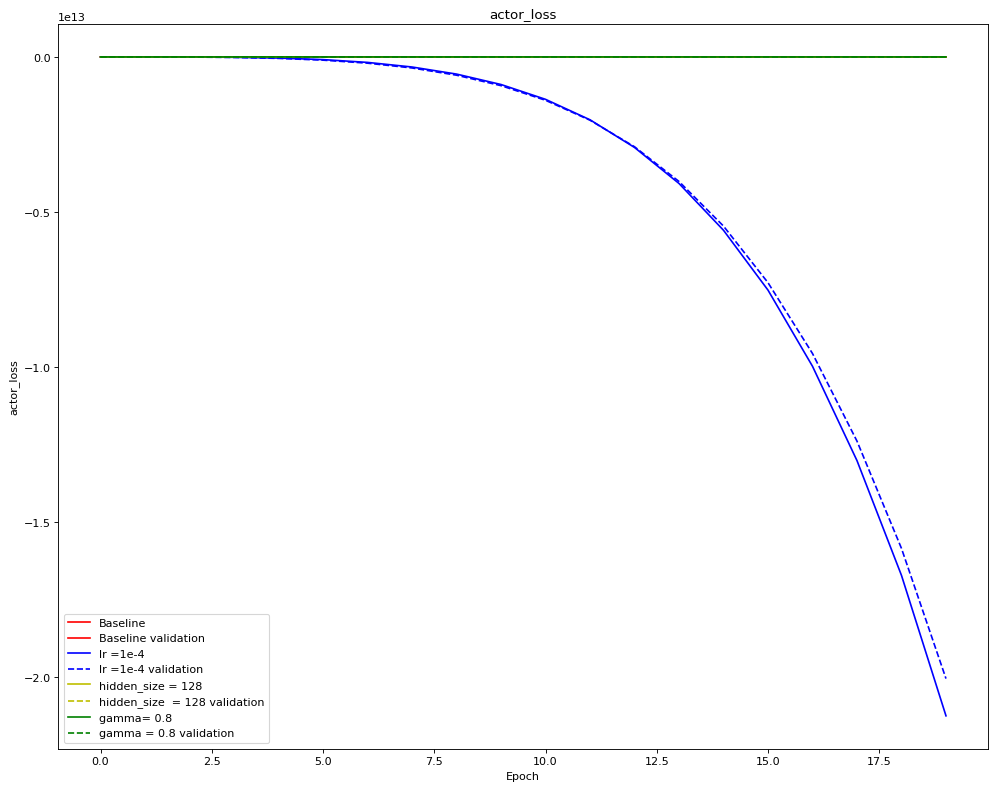 actor_loss
1e13
0.0
−0.5
−1.0
−1.5
−2.0
actor_loss
Baseline
Baseline validation
lr =1e-4
lr =1e-4 validation
hidden_size = 128
hidden_size  = 128 validation
gamma= 0.8
gamma = 0.8 validation
0.0 2.5 5.0 7.5 10.0 12.5 15.0 17.5
Epoch